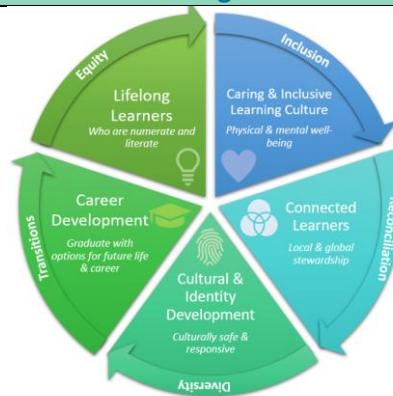 Equity
Inclusion
Lifelong
Learners
Who are numerate and
literate
Caring & Inclusive
Learning Culture
Physical & mental well-
being
Career
Development
Graduate with
options for future life
& career
Connected
Learners
Local & global
stewardship
Cultural &
Identity
Development
Culturally safe &
responsive
Transitions
Reconciliation
Diversity